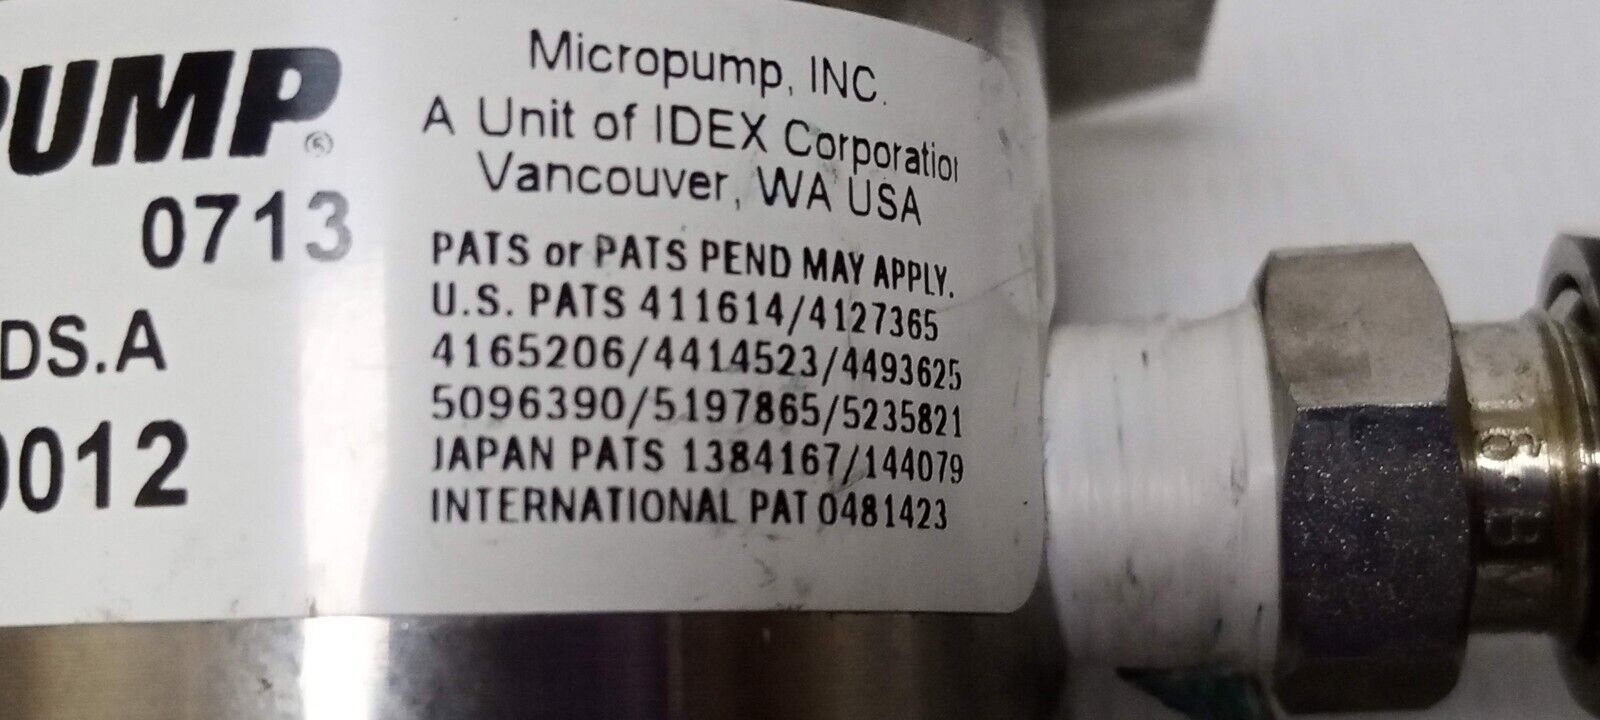 PUMP®
0713
DS.A
0012
Micropump, INC.
A Unit of IDEX Corporation
Vancouver, WA USA
PATS or PATS PEND MAY APPLY.
U.S. PATS 411614/4127365
4165206/4414523/4493625
5096390/5197865/5235821
JAPAN PATS 1384167/144079
INTERNATIONAL PAT 0481423